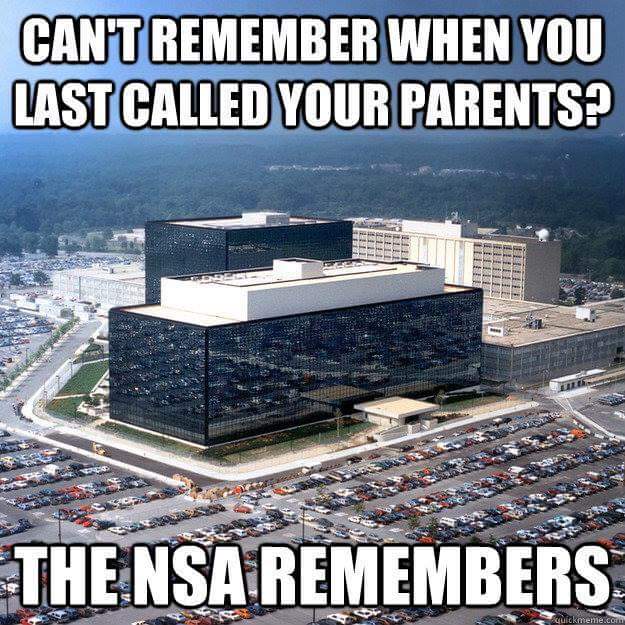 CAN'T REMEMBER WHEN YOU
LAST CALLED YOUR PARENTS?
THE NSA REMEMBERS
quickmeme.com